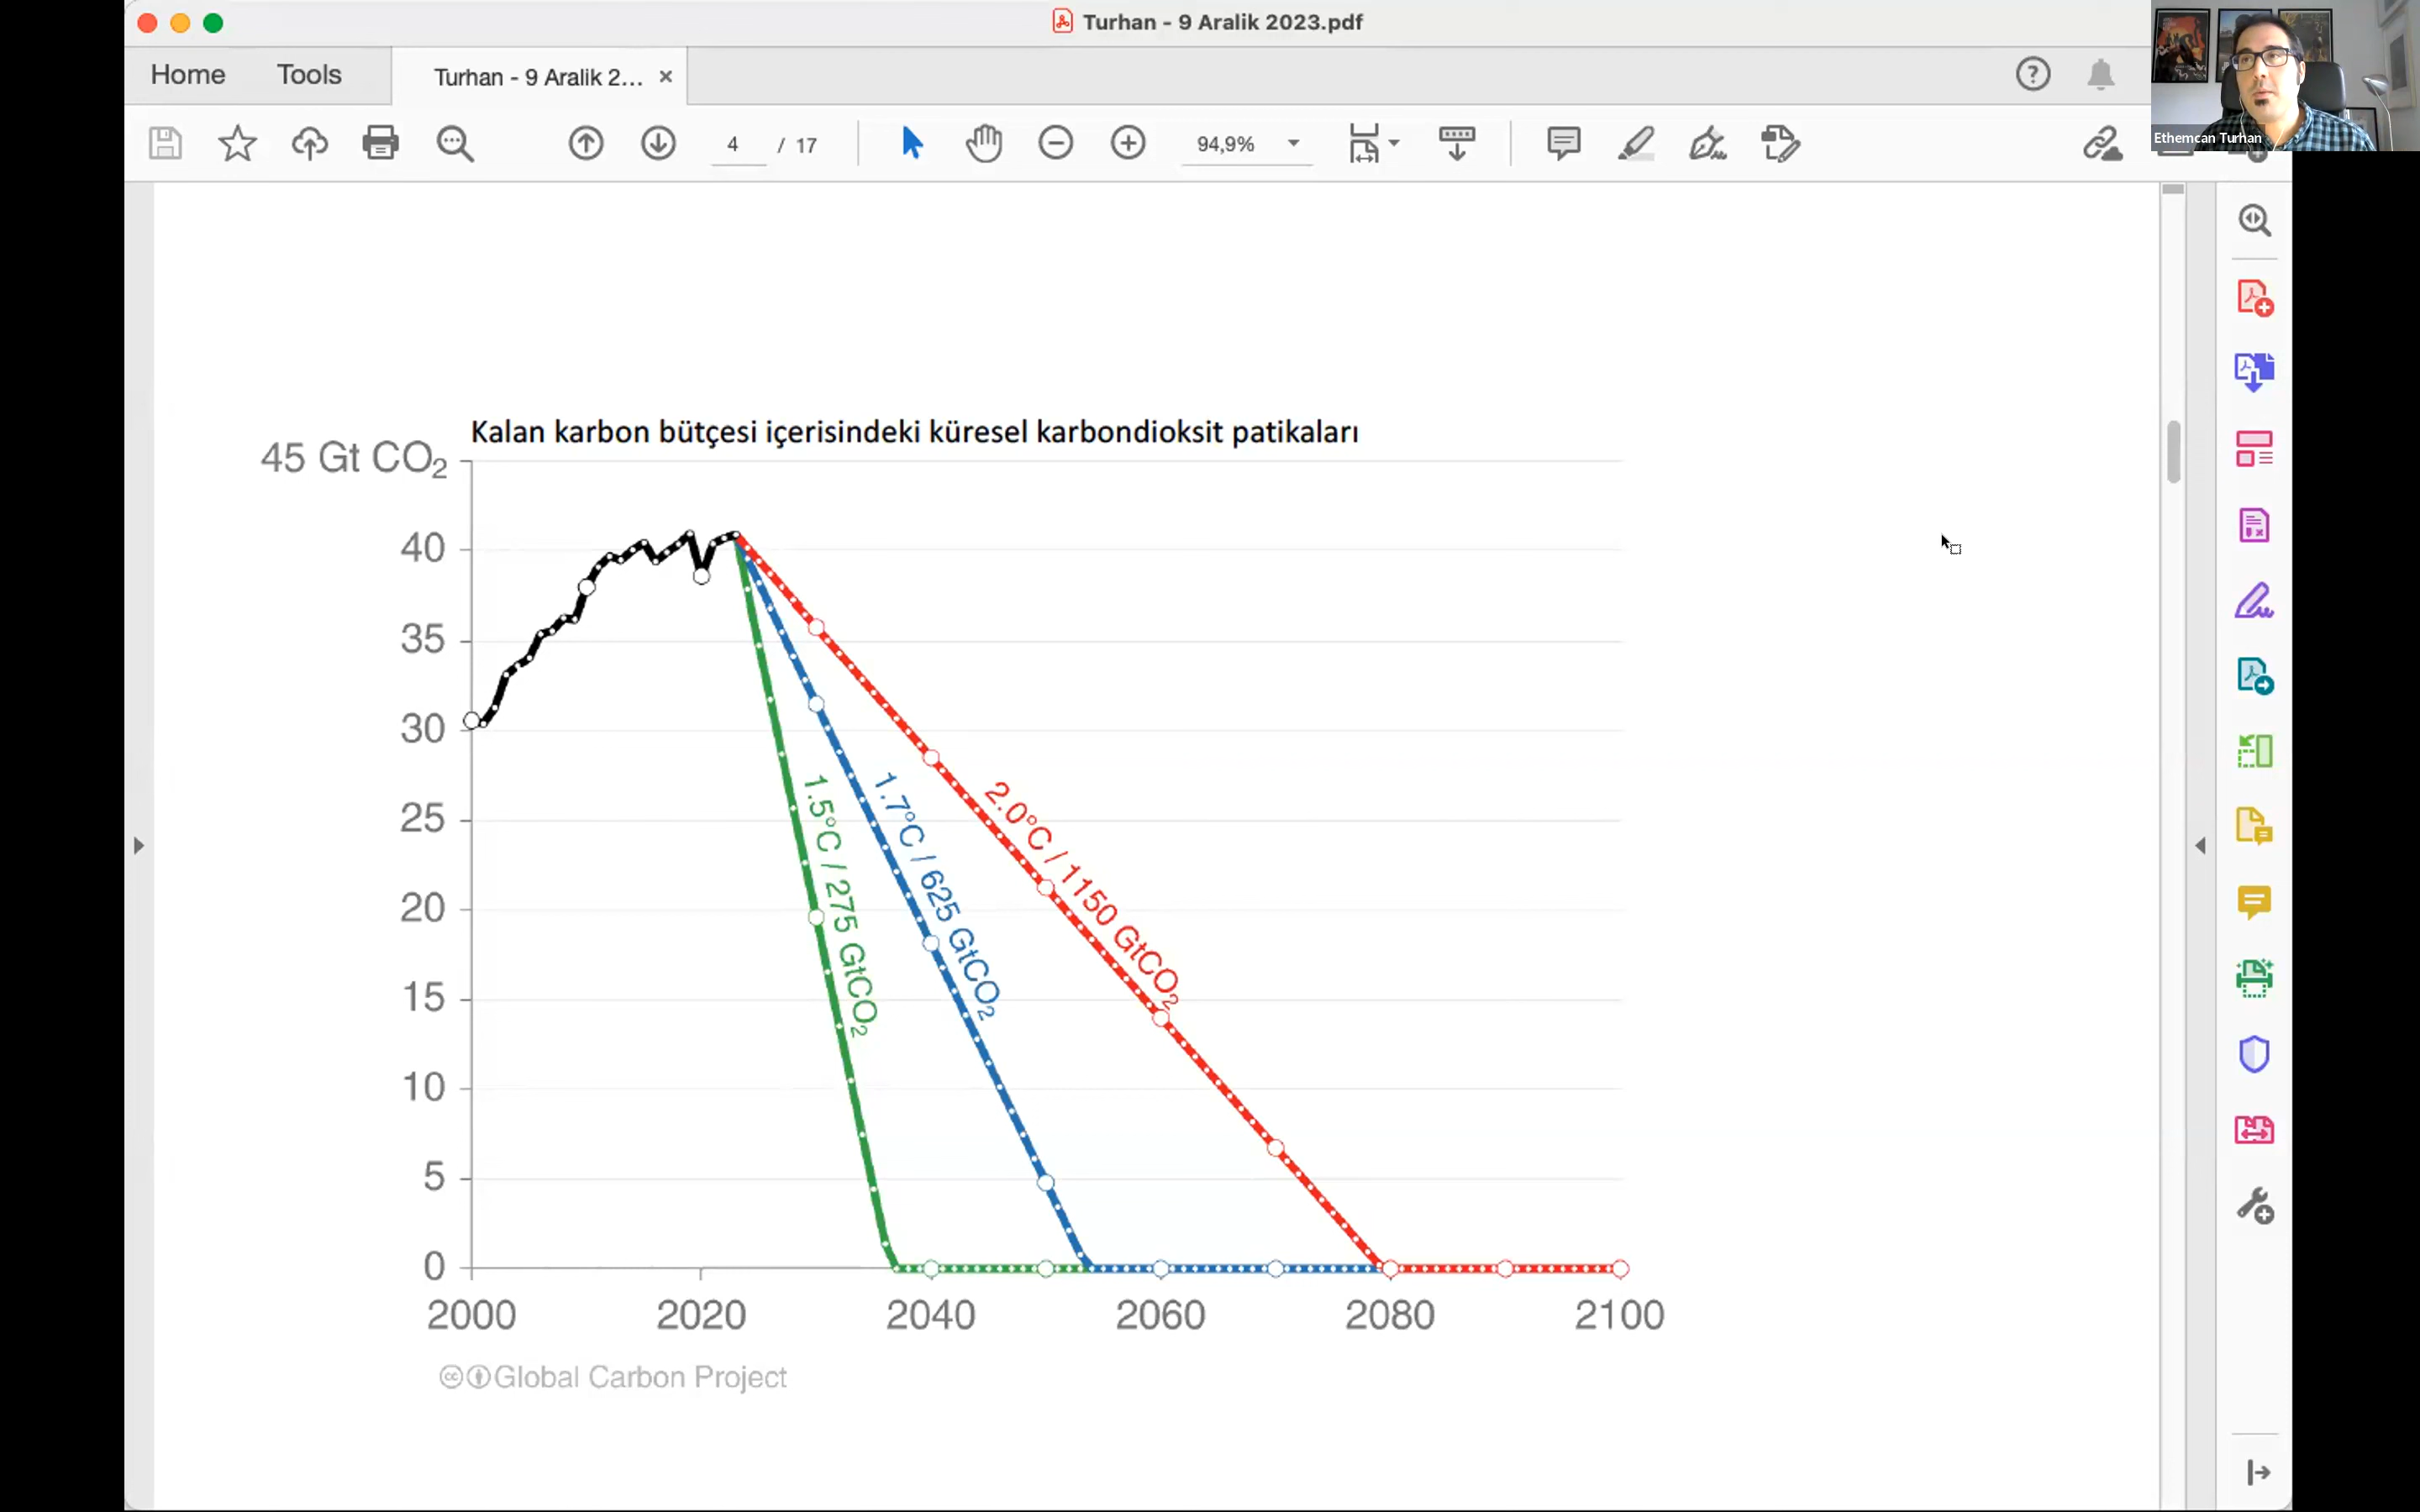 Turhan - 9 Aralik 2023.pdf
Home
Tools
Turhan - 9 Aralik 2...
4 / 17
94,9%
Ethemcan Turhan
Kalan karbon bütçesi içerisindeki küresel karbondioksit patikaları
45 Gt CO₂
40
35
30
25
20
15
10
5
0
1.5°C / 275 GtCO₂
1.7°C / 625 GtCO₂
2.0°C / 1150 GtCO₂
2000 2020 2040 2060 2080 2100
Global Carbon Project